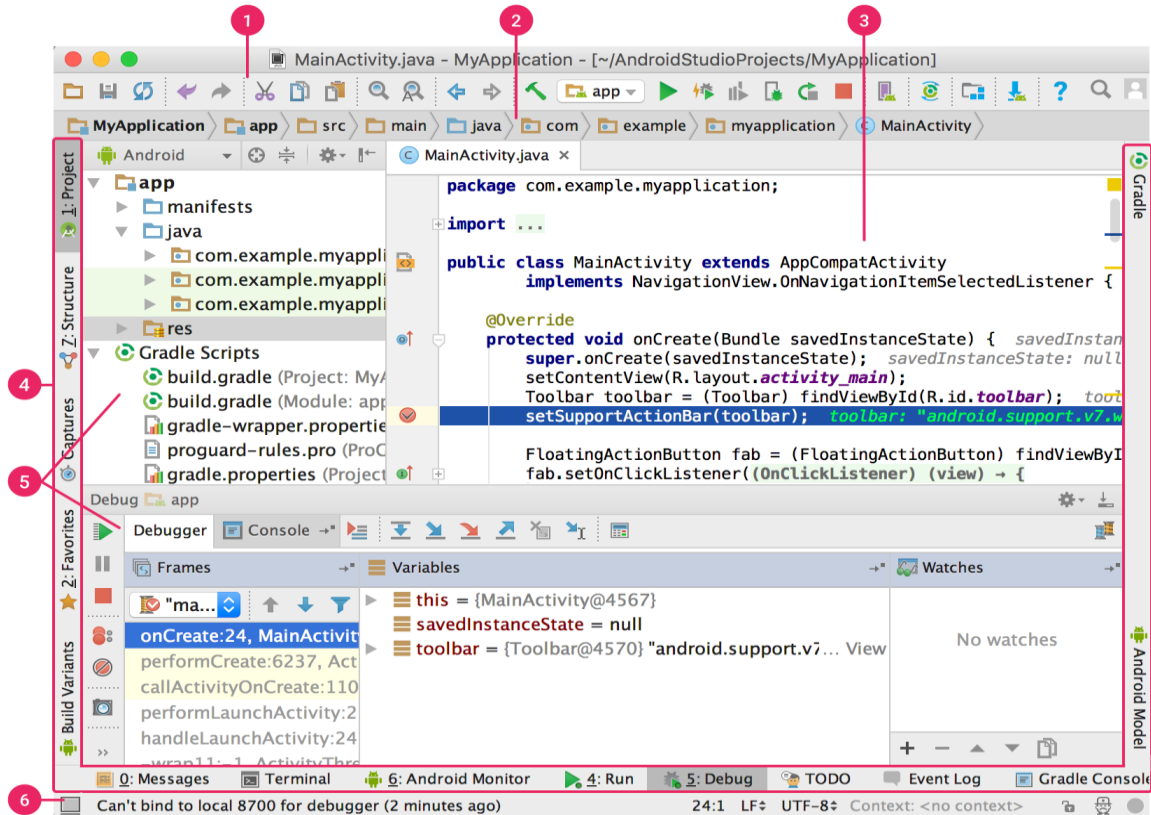 1 2 3
MainActivity.java - MyApplication - [~/AndroidStudioProjects/MyApplication]
app ?
MyApplication app src main java com example myapplication C MainActivity
Android
C MainActivity.java ×
1: Project
Z: Structure
Captures
2: Favorites
Build Variants
4
5
6
app
manifests
java
com.example.myappli
com.example.myappli
com.example.myappli
res
Gradle Scripts
build.gradle (Project: MyA
build.gradle (Module: app
gradle-wrapper.propertie
proguard-rules.pro (ProC
gradle.properties (Project
package com.example.myapplication;
import ...
public class MainActivity extends AppCompatActivity
implements NavigationView.OnNavigationItemSelectedListener {
@Override
protected void onCreate(Bundle savedInstanceState) { savedInstan
super.onCreate(savedInstanceState); savedInstanceState: null
setContentView(R.layout.activity_main);
Toolbar toolbar = (Toolbar) findViewById(R.id.toolbar); tool
setSupportActionBar(toolbar); toolbar: "android.support.v7.w
FloatingActionButton fab = (FloatingActionButton) findViewByI
fab.setOnClickListener((OnClickListener) (view) → {
Gradle
Android Model
Debug app
Debugger Console
Frames
Variables
Watches
"ma...
onCreate:24, MainActivit
performCreate:6237, Act
callActivityOnCreate:110
performLaunchActivity:2
handleLaunchActivity:24
-wrap11:-1, ActivityThre
this = {MainActivity@4567}
savedInstanceState = null
toolbar = {Toolbar@4570} "android.support.v7... View
No watches
0: Messages Terminal 6: Android Monitor 4: Run 5: Debug TODO Event Log Gradle Console
Can't bind to local 8700 for debugger (2 minutes ago) 24:1 LF UTF-8 Context: <no context>